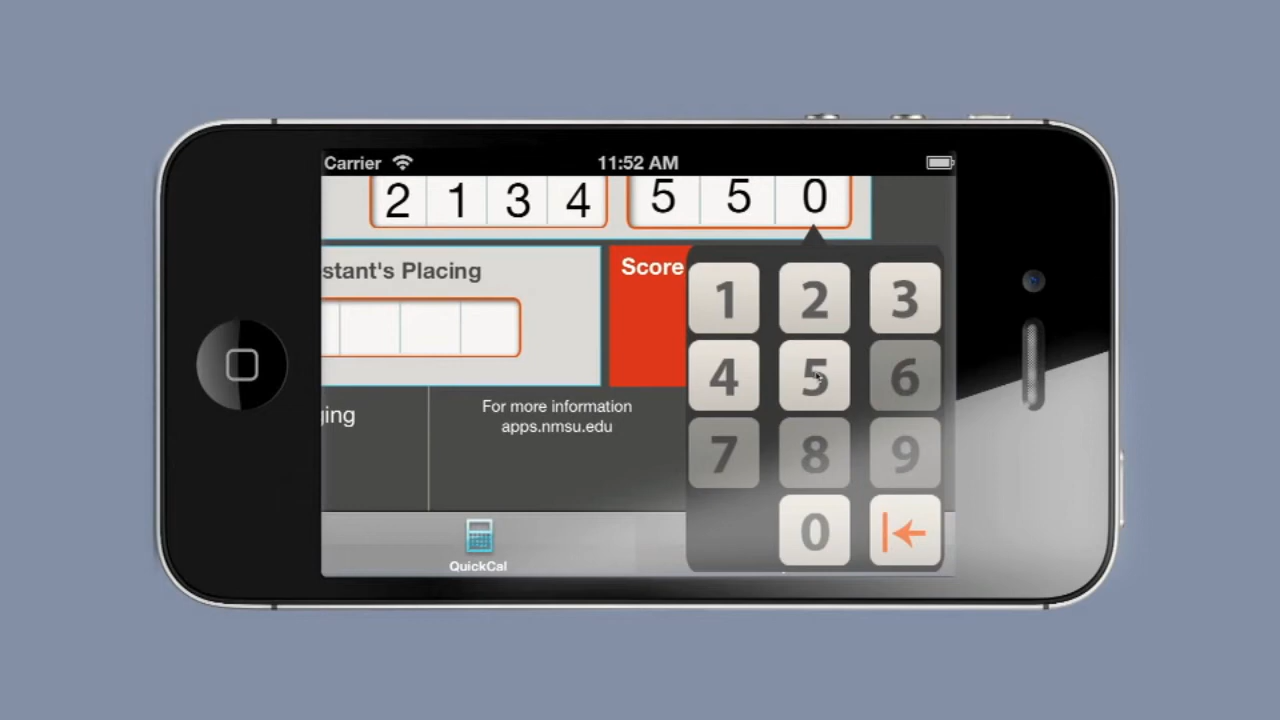 Carrier 11:52 AM
2 1 3 4 5 5 0
stant's Placing
Score
1 2 3
4 5 6
7 8 9
0
ging
For more information
apps.nmsu.edu
QuickCal